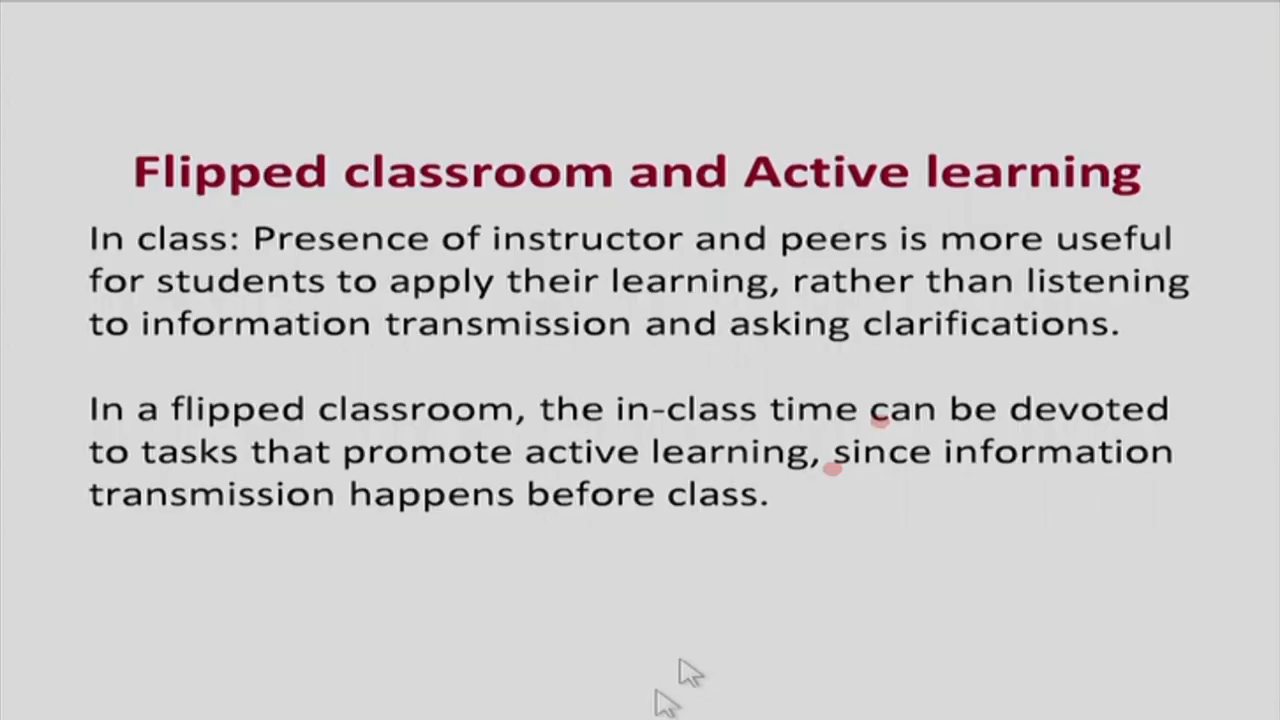 Flipped classroom and Active learning
In class: Presence of instructor and peers is more useful
for students to apply their learning, rather than listening
to information transmission and asking clarifications.
In a flipped classroom, the in-class time can be devoted
to tasks that promote active learning, since information
transmission happens before class.